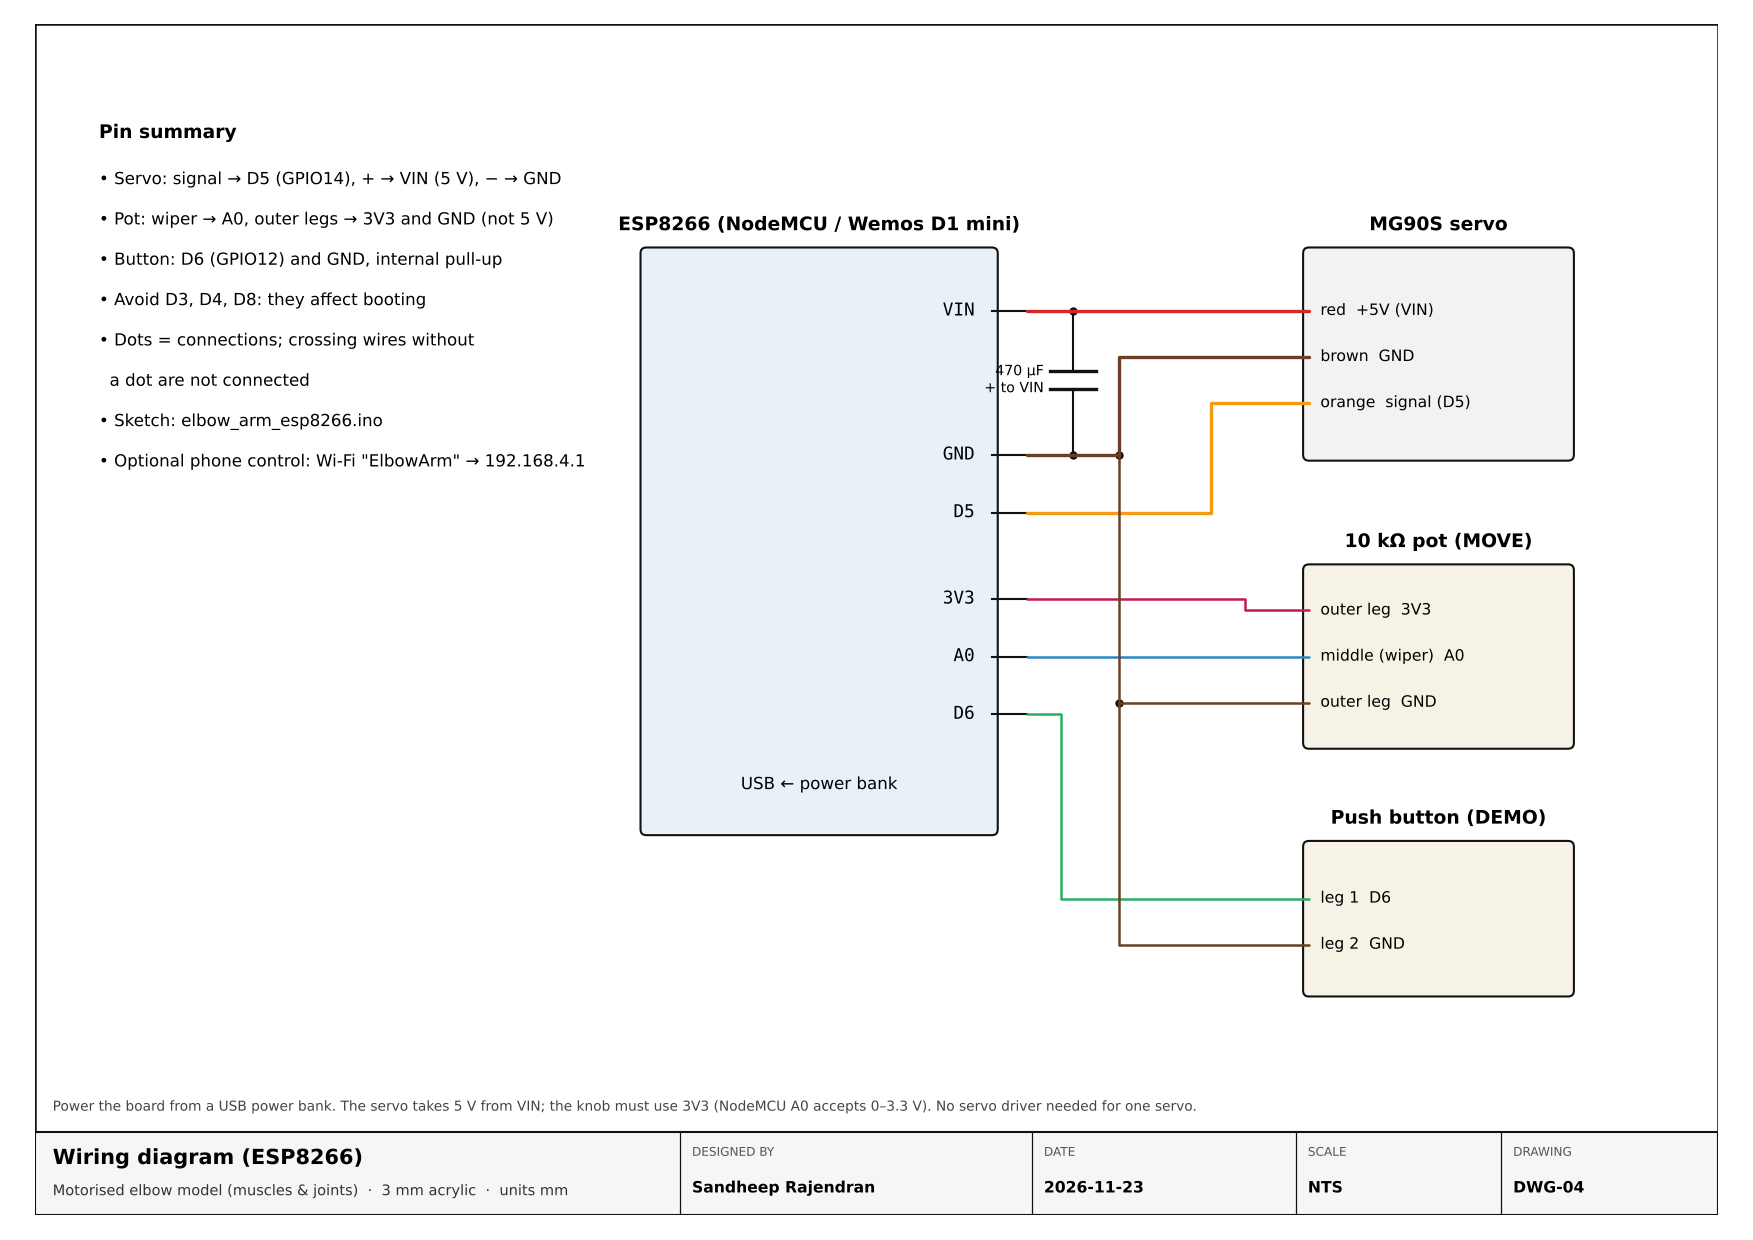 Pin summary
• Servo: signal → D5 (GPIO14), + → VIN (5 V), − → GND
• Pot: wiper → A0, outer legs → 3V3 and GND (not 5 V)
• Button: D6 (GPIO12) and GND, internal pull-up
• Avoid D3, D4, D8: they affect booting
• Dots = connections; crossing wires without
a dot are not connected
• Sketch: elbow_arm_esp8266.ino
• Optional phone control: Wi-Fi "ElbowArm" → 192.168.4.1
ESP8266 (NodeMCU / Wemos D1 mini)
VIN
470 µF
+ to VIN
GND
D5
3V3
A0
D6
USB ← power bank
MG90S servo
red +5V (VIN)
brown GND
orange signal (D5)
10 kΩ pot (MOVE)
outer leg 3V3
middle (wiper) A0
outer leg GND
Push button (DEMO)
leg 1 D6
leg 2 GND
Power the board from a USB power bank. The servo takes 5 V from VIN; the knob must use 3V3 (NodeMCU A0 accepts 0–3.3 V). No servo driver needed for one servo.
Wiring diagram (ESP8266)
Motorised elbow model (muscles & joints) · 3 mm acrylic · units mm
DESIGNED BY
Sandheep Rajendran
DATE
2026-11-23
SCALE
NTS
DRAWING
DWG-04